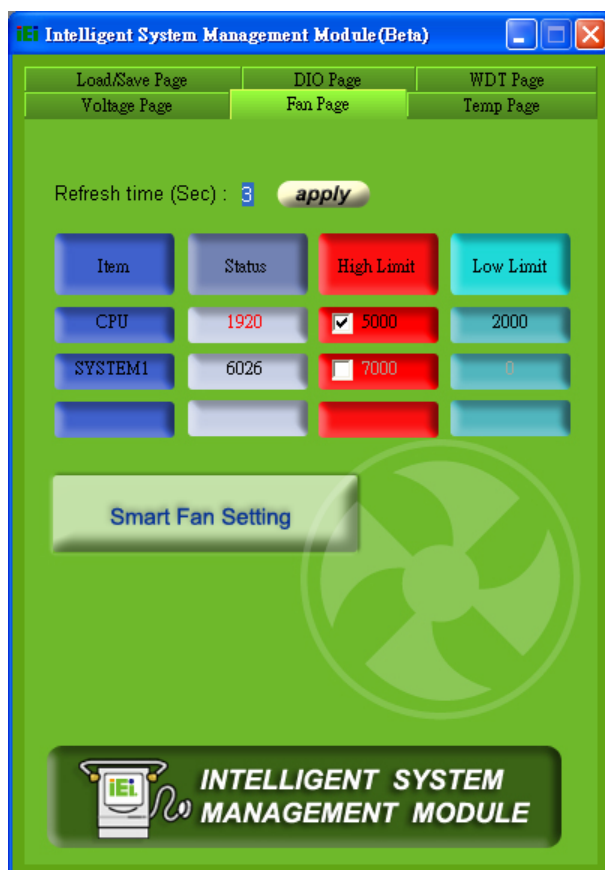 iEi Intelligent System Management Module(Beta)
Load/Save Page DIO Page WDT Page
Voltage Page Fan Page Temp Page
Refresh time (Sec) : 3 apply
Item Status High Limit Low Limit
CPU 1920 5000 2000
SYSTEM1 6026 7000 0
Smart Fan Setting
iEi INTELLIGENT SYSTEM
MANAGEMENT MODULE